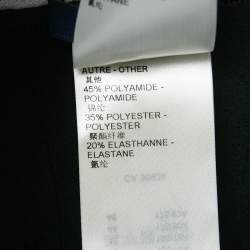 AUTRE - OTHER
其他
45% POLYAMIDE -
POLYAMIDE
锦纶
35% POLYESTER -
POLYESTER
聚酯纤维
20% ELASTHANNE -
ELASTANE
氨纶